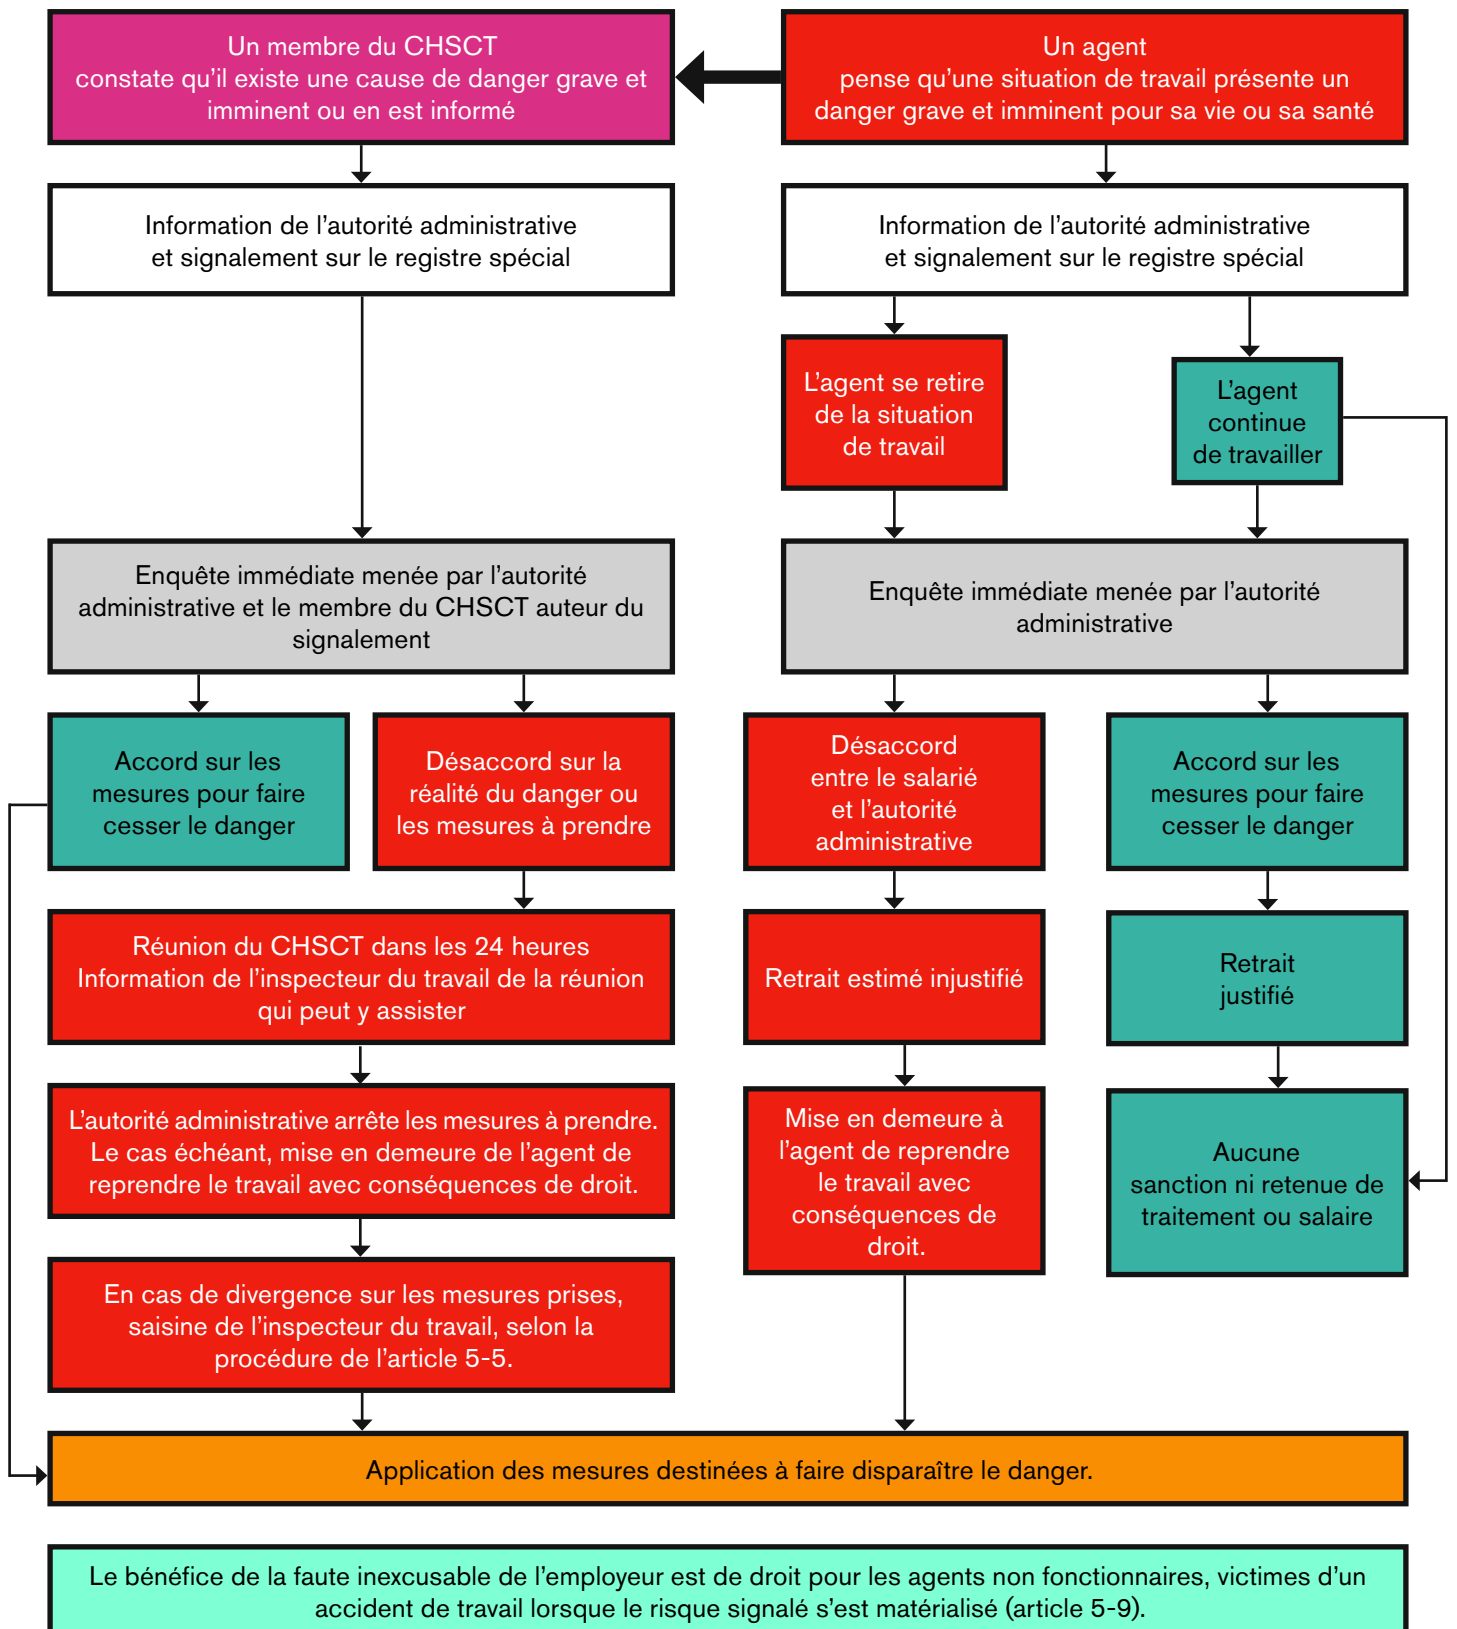 Un membre du CHSCT
constate qu'il existe une cause de danger grave et
imminent ou en est informé
Un agent
pense qu'une situation de travail présente un
danger grave et imminent pour sa vie ou sa santé
Information de l'autorité administrative
et signalement sur le registre spécial
Information de l'autorité administrative
et signalement sur le registre spécial
L'agent se retire
de la situation
de travail
L'agent
continue
de travailler
Enquête immédiate menée par l'autorité
administrative et le membre du CHSCT auteur du
signalement
Enquête immédiate menée par l'autorité
administrative
Accord sur les
mesures pour faire
cesser le danger
Désaccord sur la
réalité du danger ou
les mesures à prendre
Désaccord
entre le salarié
et l'autorité
administrative
Accord sur les
mesures pour faire
cesser le danger
Réunion du CHSCT dans les 24 heures
Information de l'inspecteur du travail de la réunion
qui peut y assister
Retrait estimé injustifié
Retrait
justifié
L'autorité administrative arrête les mesures à prendre.
Le cas échéant, mise en demeure de l'agent de
reprendre le travail avec conséquences de droit.
Mise en demeure à
l'agent de reprendre
le travail avec
conséquences de
droit.
Aucune
sanction ni retenue de
traitement ou salaire
En cas de divergence sur les mesures prises,
saisine de l'inspecteur du travail, selon la
procédure de l'article 5-5.
Application des mesures destinées à faire disparaître le danger.
Le bénéfice de la faute inexcusable de l'employeur est de droit pour les agents non fonctionnaires, victimes d'un
accident de travail lorsque le risque signalé s'est matérialisé (article 5-9).